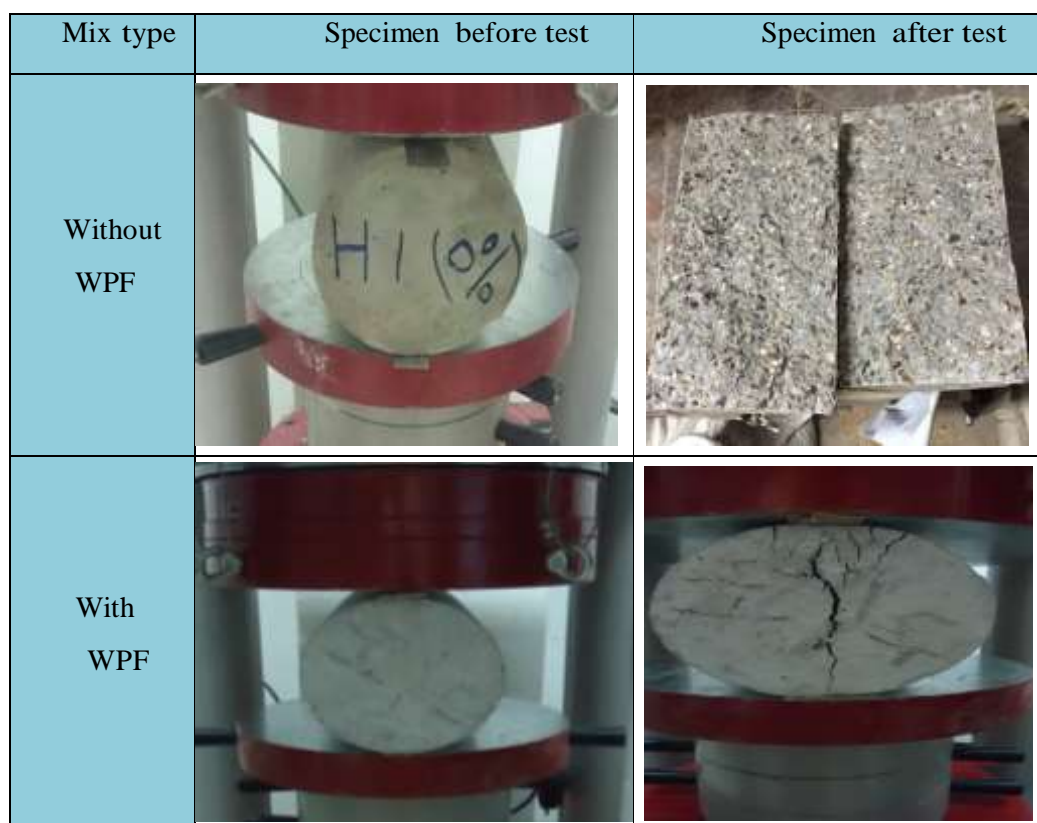 Mix type
Specimen before test
Specimen after test
Without
WPF
H1 (0%)
With
WPF